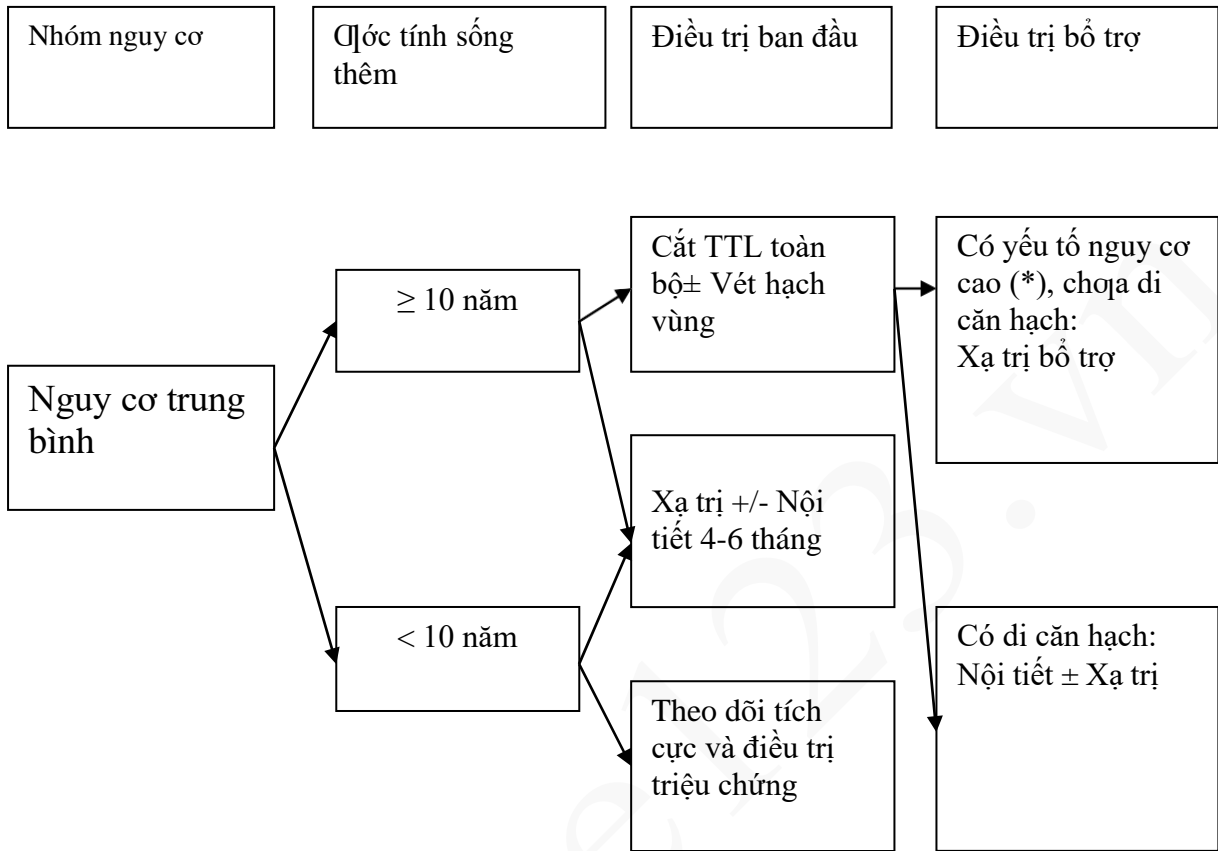 Nhóm nguy cơ
Ƣớc tính sống
thêm
Điều trị ban đầu
Điều trị bổ trợ
Nguy cơ trung
bình
≥ 10 năm
< 10 năm
Cắt TTL toàn
bộ± Vét hạch
vùng
Xạ trị +/- Nội
tiết 4-6 tháng
Theo dõi tích
cực và điều trị
triệu chứng
Có yếu tố nguy cơ
cao (*), chƣa di
căn hạch:
Xạ trị bổ trợ
Có di căn hạch:
Nội tiết ± Xạ trị